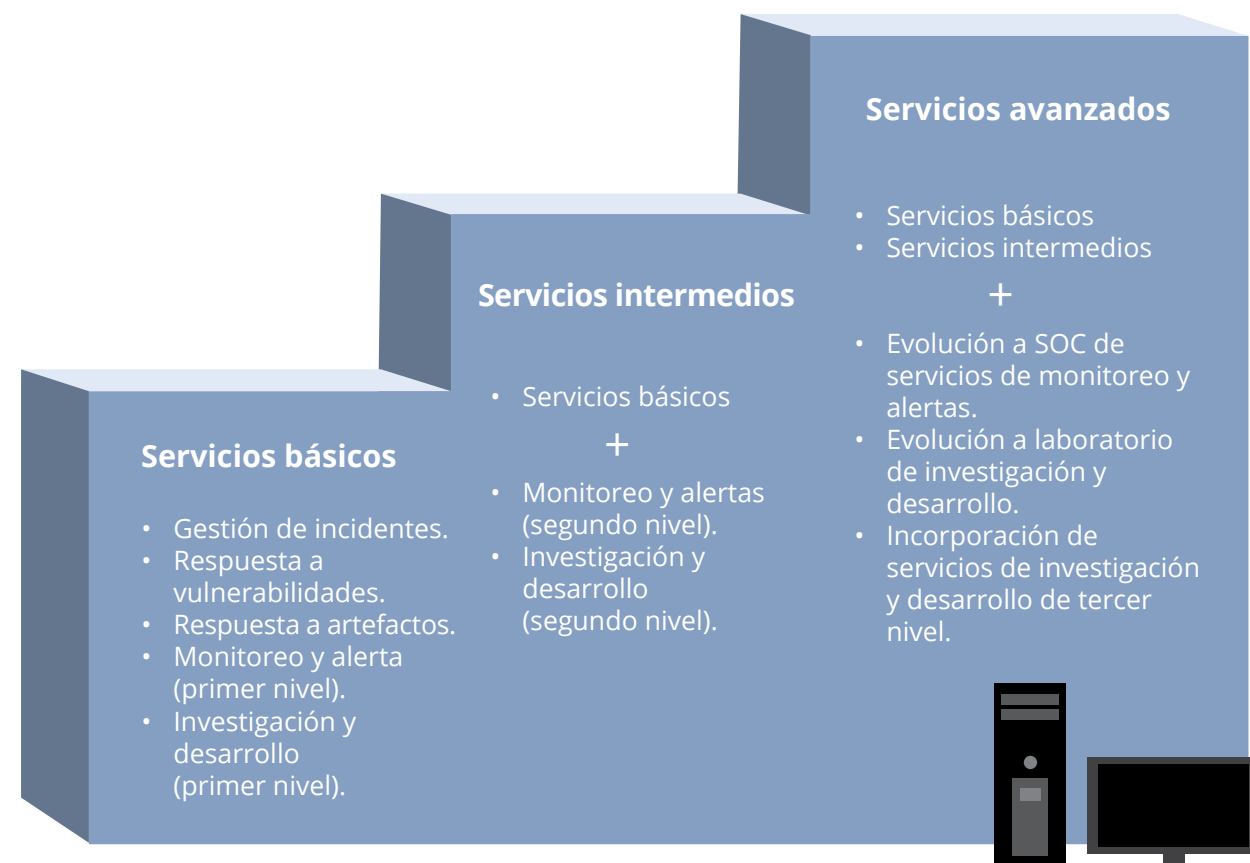 Servicios básicos
• Gestión de incidentes.
• Respuesta a
vulnerabilidades.
• Respuesta a artefactos.
• Monitoreo y alerta
(primer nivel).
• Investigación y
desarrollo
(primer nivel).
Servicios intermedios
• Servicios básicos
+
• Monitoreo y alertas
(segundo nivel).
• Investigación y
desarrollo
(segundo nivel).
Servicios avanzados
• Servicios básicos
• Servicios intermedios
+
• Evolución a SOC de
servicios de monitoreo y
alertas.
• Evolución a laboratorio
de investigación y
desarrollo.
• Incorporación de
servicios de investigación
y desarrollo de tercer
nivel.